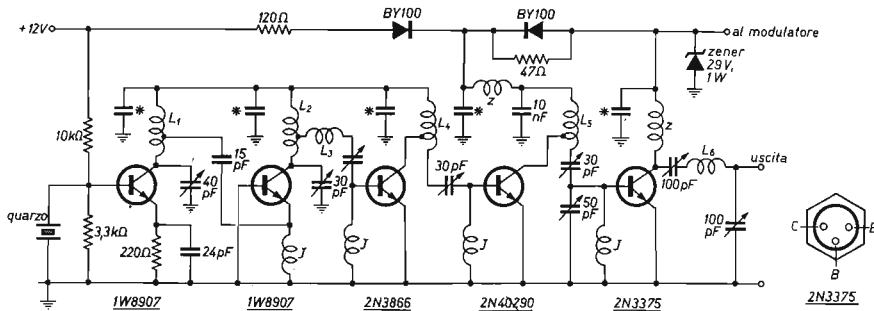 +12V
120Ω
BY100
BY100
al modulatore
47Ω
zener
29V,
1W
*
L1
*
L2
*
L4
*
z
10
nF
L5
*
z
10kΩ
15
pF
L3
40
pF
30
pF
30pF
30
pF
50
pF
100pF
L6
uscita
100
pF
quarzo
3,3kΩ
220Ω
24pF
J
J
J
J
C
E
B
1W8907
1W8907
2N3866
2N40290
2N3375
2N3375